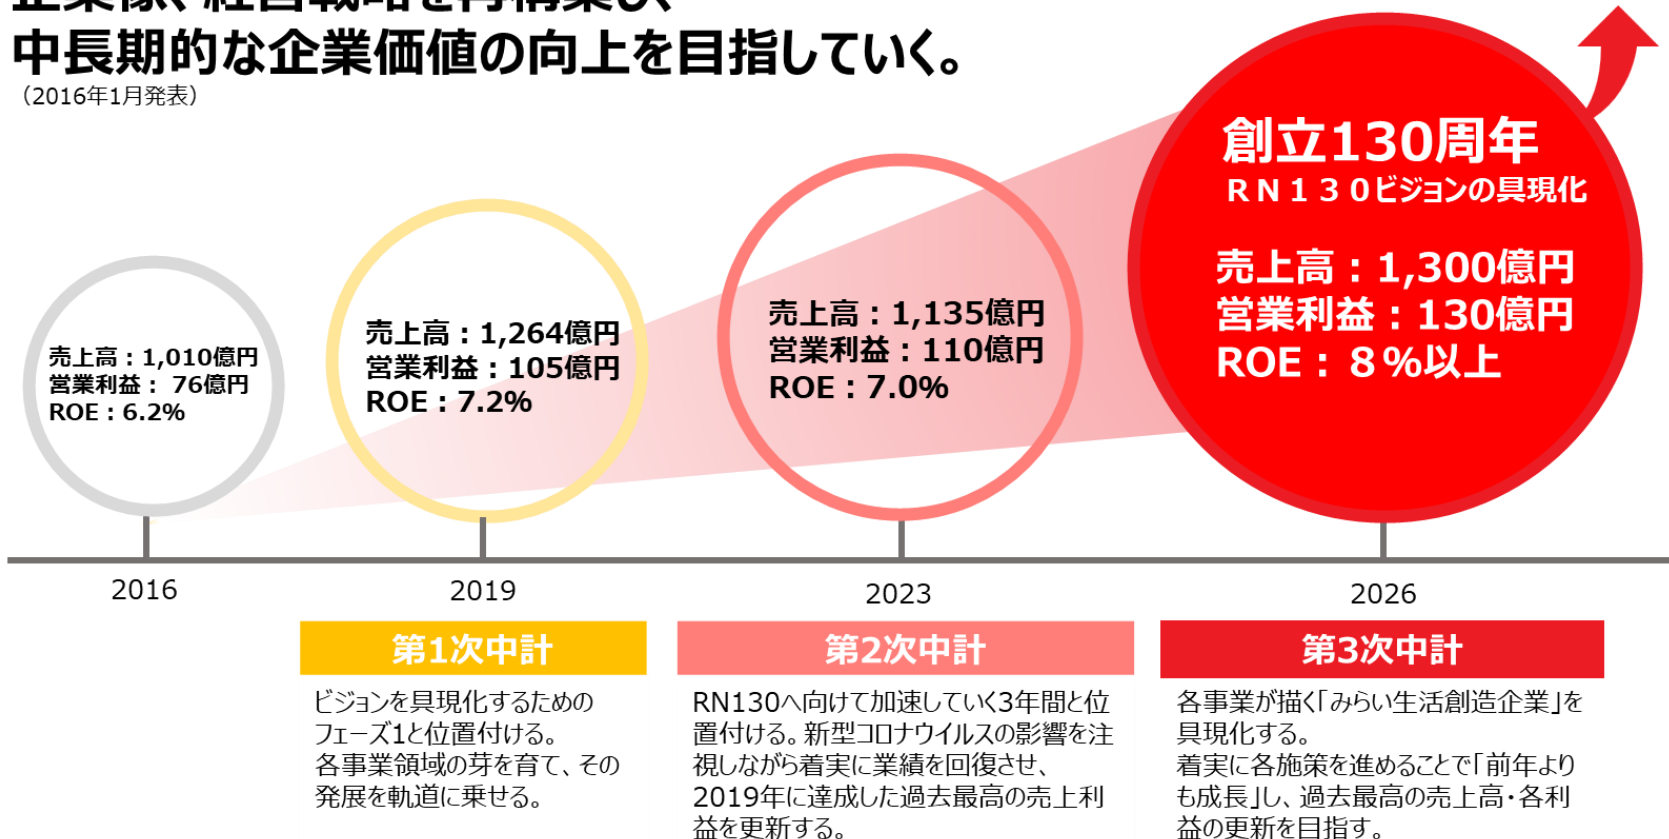 企業像、経営戦略を再構築し、
中長期的な企業価値の向上を目指していく。
（2016年1月発表）
創立130周年
ＲＮ１３０ビジョンの具現化
売上高：1,300億円
営業利益：130億円
ROE：８％以上
売上高：1,135億円
営業利益：110億円
ROE：7.0%
売上高：1,264億円
営業利益：105億円
ROE：7.2%
売上高：1,010億円
営業利益： 76億円
ROE：6.2%
2016
2019
2023
2026
第1次中計
ビジョンを具現化するための
フェーズ1と位置付ける。
各事業領域の芽を育て、その
発展を軌道に乗せる。
第2次中計
RN130へ向けて加速していく3年間と位
置付ける。新型コロナウイルスの影響を注
視しながら着実に業績を回復させ、
2019年に達成した過去最高の売上利
益を更新する。
第3次中計
各事業が描く「みらい生活創造企業」を
具現化する。
着実に各施策を進めることで「前年より
も成長」し、過去最高の売上高・各利
益の更新を目指す。